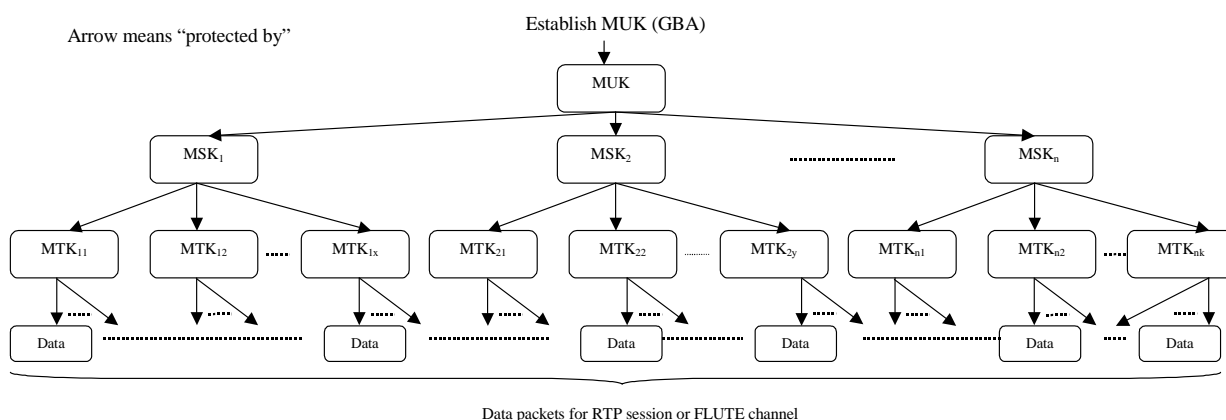 Establish MUK (GBA)
Arrow means “protected by”
MUK
MSK₁ MSK₂ MSKₙ
MTK₁₁ MTK₁₂ MTK₁ₓ MTK₂₁ MTK₂₂ MTK₂y MTKₙ₁ MTKₙ₂ MTKₙₖ
Data Data Data Data Data Data
Data packets for RTP session or FLUTE channel